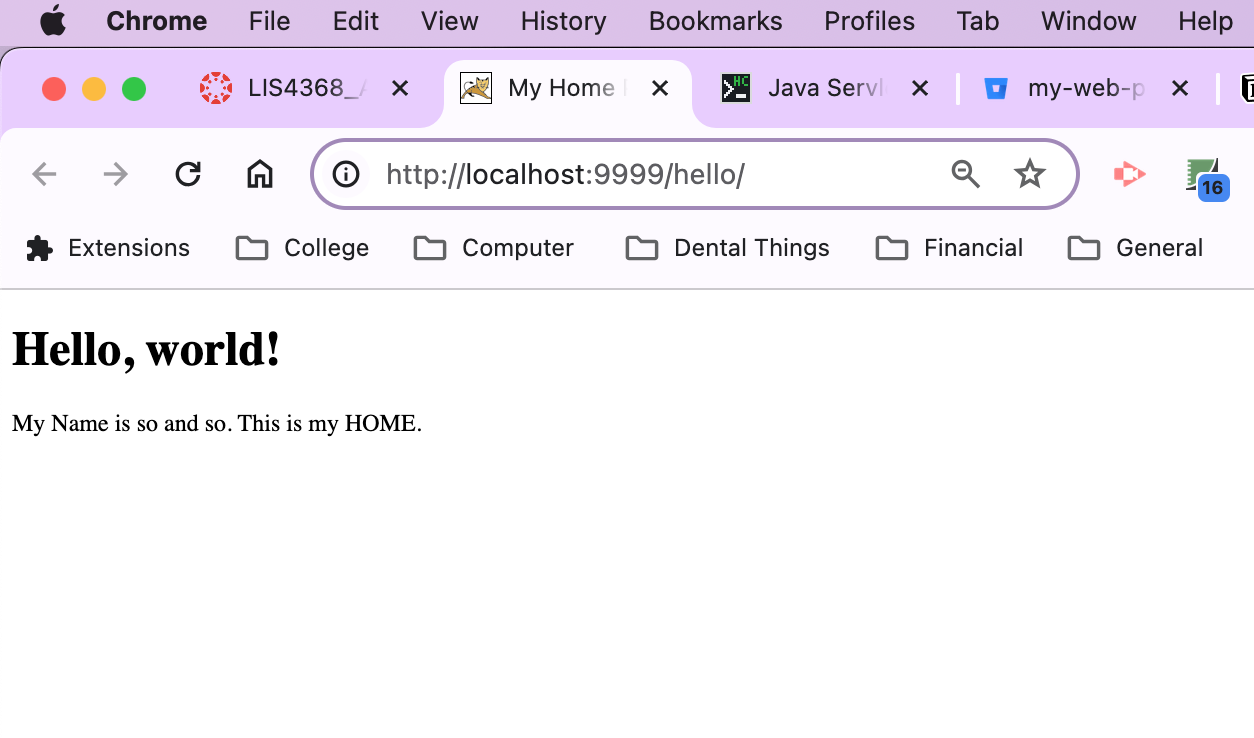 Chrome File Edit View History Bookmarks Profiles Tab Window Help
LIS4368_ My Home Java Serv my-web-p
http://localhost:9999/hello/ 16
Extensions College Computer Dental Things Financial General
Hello, world!
My Name is so and so. This is my HOME.